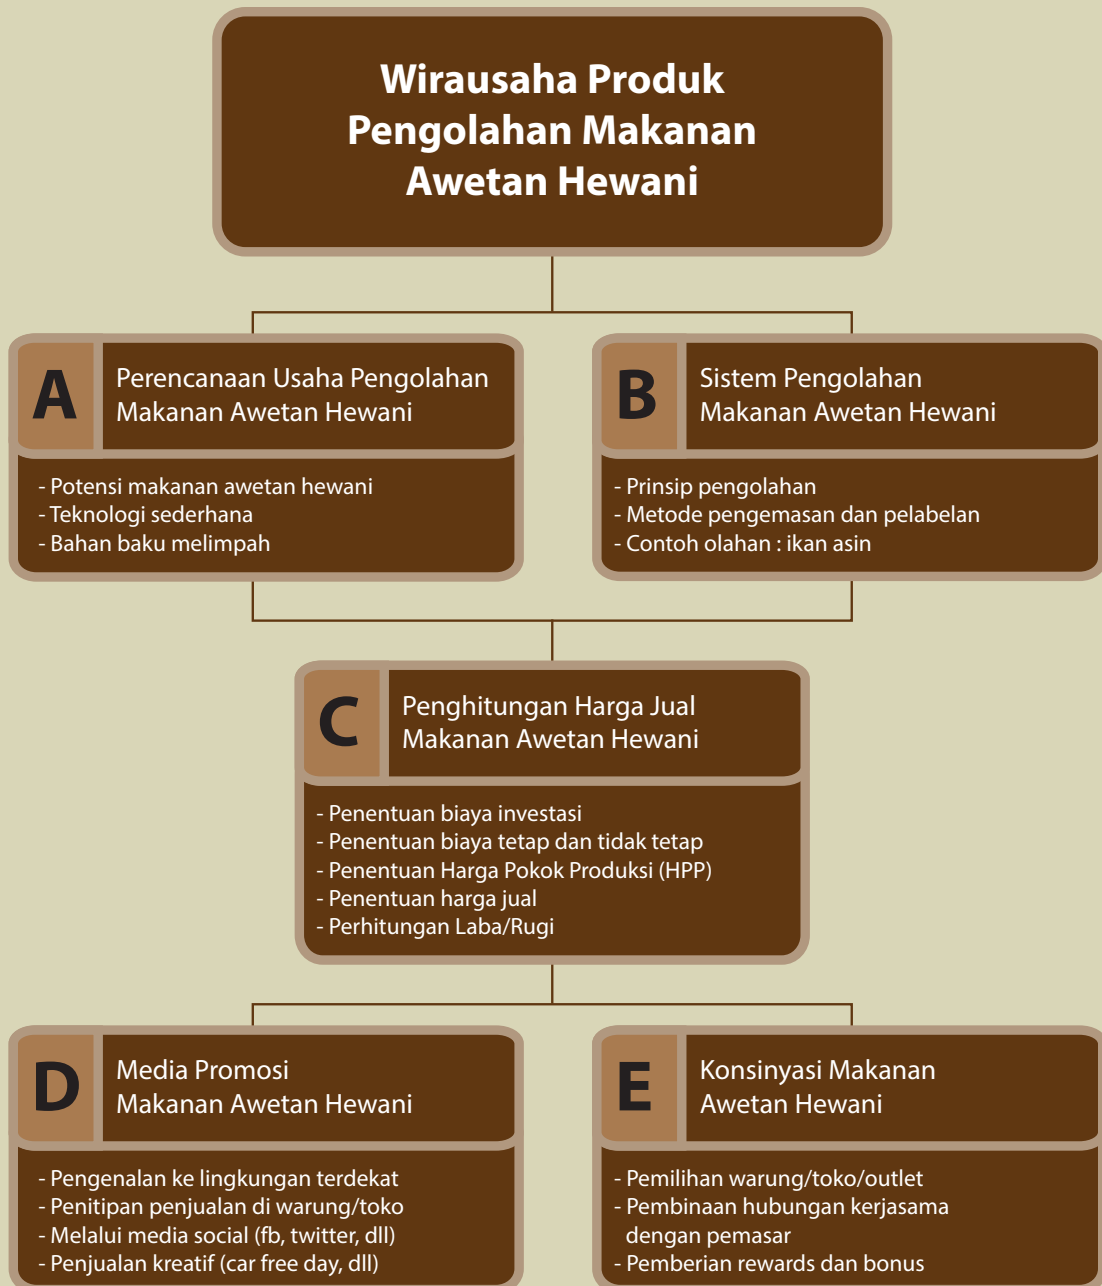 Wirausaha Produk
Pengolahan Makanan
Awetan Hewani
A
Perencanaan Usaha Pengolahan
Makanan Awetan Hewani
- Potensi makanan awetan hewani
- Teknologi sederhana
- Bahan baku melimpah
B
Sistem Pengolahan
Makanan Awetan Hewani
- Prinsip pengolahan
- Metode pengemasan dan pelabelan
- Contoh olahan : ikan asin
C
Penghitungan Harga Jual
Makanan Awetan Hewani
- Penentuan biaya investasi
- Penentuan biaya tetap dan tidak tetap
- Penentuan Harga Pokok Produksi (HPP)
- Penentuan harga jual
- Perhitungan Laba/Rugi
D
Media Promosi
Makanan Awetan Hewani
- Pengenalan ke lingkungan terdekat
- Penitipan penjualan di warung/toko
- Melalui media social (fb, twitter, dll)
- Penjualan kreatif (car free day, dll)
E
Konsinyasi Makanan
Awetan Hewani
- Pemilihan warung/toko/outlet
- Pembinaan hubungan kerjasama
dengan pemasar
- Pemberian rewards dan bonus